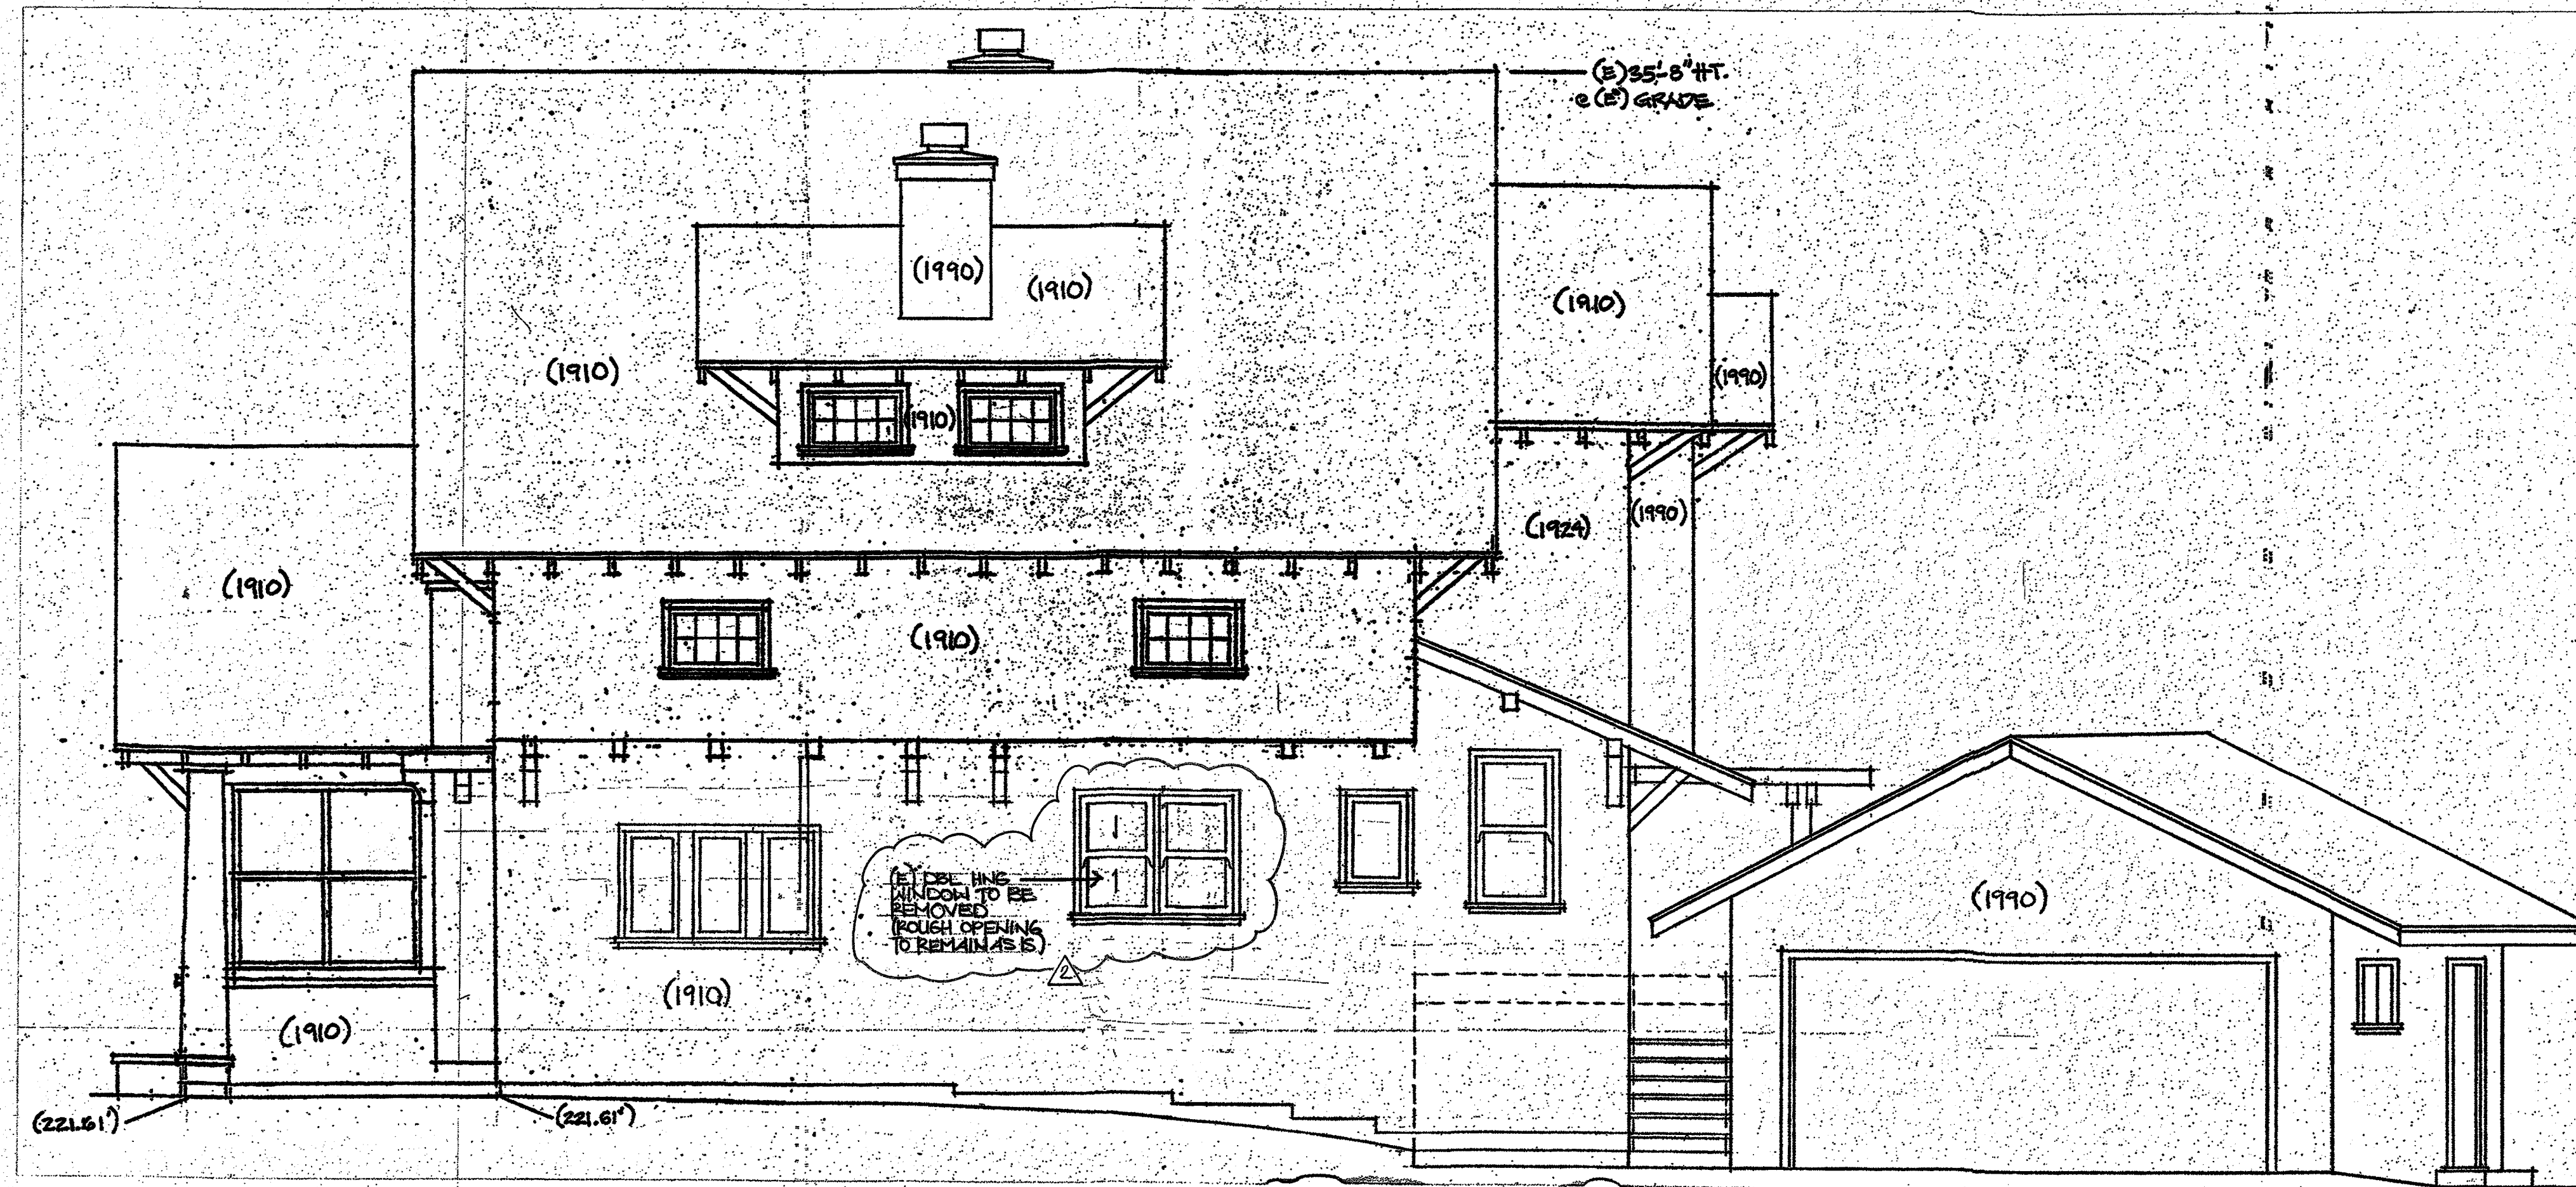 (E) 35'-8" HT.
@ (E) GRADE
(1990)
(1910)
(1910)
(1990)
(1910)
(1910)
(1924)
(1990)
(1910)
(1910)
(E) DBL HNG
WINDOW TO BE
REMOVED
(ROUGH OPENING
TO REMAIN AS IS)
2
(1990)
(1910)
(1910)
(221.61')
(221.61')